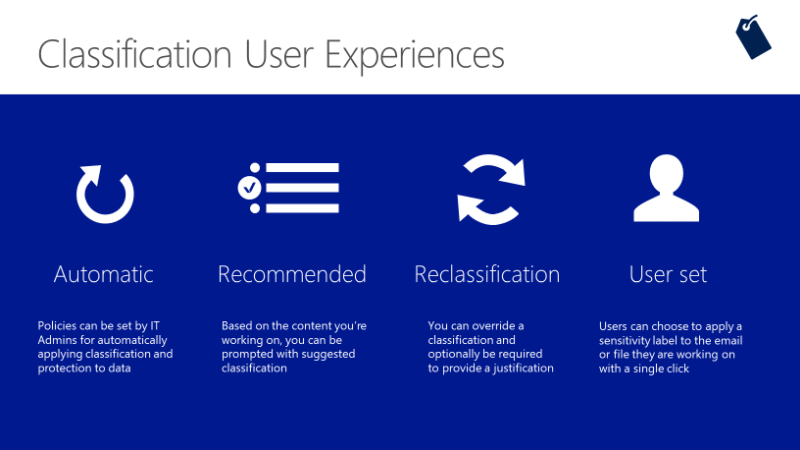 Classification User Experiences
Automatic
Policies can be set by IT
Admins for automatically
applying classification and
protection to data
Recommended
Based on the content you're
working on, you can be
prompted with suggested
classification
Reclassification
You can override a
classification and
optionally be required
to provide a justification
User set
Users can choose to apply a
sensitivity label to the email
or file they are working on
with a single click